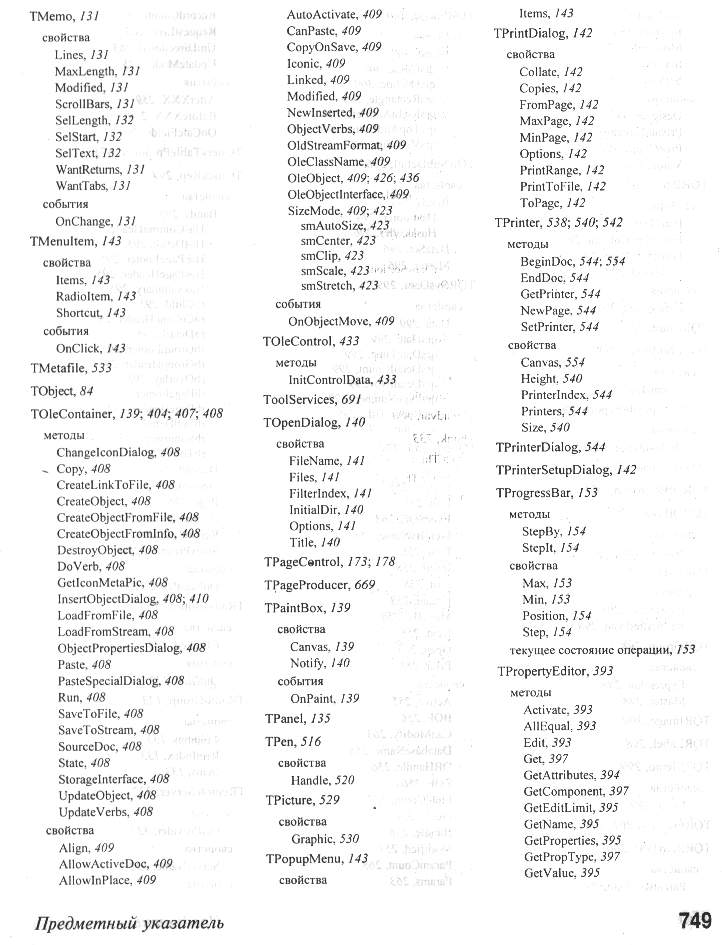 TMemo, 131
свойства
Lines, 131
MaxLength, 131
Modified, 131
ScrollBars, 131
SelLength, 132
SelStart, 132
SelText, 132
WantReturns, 131
WantTabs, 131
события
OnChange, 131
TMenuItem, 143
свойства
Items, 143
RadioItem, 143
Shortcut, 143
события
OnClick, 143
TMetafile, 533
TObject, 84
TOleContainer, 139; 404; 407; 408
методы
ChangeIconDialog, 408
Copy, 408
CreateLinkToFile, 408
CreateObject, 408
CreateObjectFromFile, 408
CreateObjectFromInfo, 408
DestroyObject, 408
DoVerb, 408
GetIconMetaPic, 408
InsertObjectDialog, 408; 410
LoadFromFile, 408
LoadFromStream, 408
ObjectPropertiesDialog, 408
Paste, 408
PasteSpecialDialog, 408
Run, 408
SaveToFile, 408
SaveToStream, 408
SourceDoc, 408
State, 408
StorageInterface, 408
UpdateObject, 408
UpdateVerbs, 408
свойства
Align, 409
AllowActiveDoc, 409
AllowInPlace, 409
AutoActivate, 409
CanPaste, 409
CopyOnSave, 409
Iconic, 409
Linked, 409
Modified, 409
NewInserted, 409
ObjectVerbs, 409
OldStreamFormat, 409
OleClassName, 409
OleObject, 409; 426; 436
OleObjectInterface, 409
SizeMode, 409; 423
smAutoSize, 423
smCenter, 423
smClip, 423
smScale, 423
smStretch, 423
события
OnObjectMove, 409
TOleControl, 433
методы
InitControlData, 433
ToolServices, 691
TOpenDialog, 140
свойства
FileName, 141
Files, 141
FilterIndex, 141
InitialDir, 140
Options, 141
Title, 140
TPageControl, 173; 178
TPageProducer, 669
TPaintBox, 139
свойства
Canvas, 139
Notify, 140
события
OnPaint, 139
TPanel, 135
TPen, 516
свойства
Handle, 520
TPicture, 529
свойства
Graphic, 530
TPopupMenu, 143
свойства
Items, 143
TPrintDialog, 142
свойства
Collate, 142
Copies, 142
FromPage, 142
MaxPage, 142
MinPage, 142
Options, 142
PrintRange, 142
PrintToFile, 142
ToPage, 142
TPrinter, 538; 540; 542
методы
BeginDoc, 544; 554
EndDoc, 544
GetPrinter, 544
NewPage, 544
SetPrinter, 544
свойства
Canvas, 554
Height, 540
PrinterIndex, 544
Printers, 544
Size, 540
TPrinterDialog, 544
TPrinterSetupDialog, 142
TProgressBar, 153
методы
StepBy, 154
StepIt, 154
свойства
Max, 153
Min, 153
Position, 154
Step, 154
текущее состояние операции, 153
TPropertyEditor, 393
методы
Activate, 393
AllEqual, 393
Edit, 393
Get, 397
GetAttributes, 394
GetComponent, 397
GetEditLimit, 395
GetName, 395
GetProperties, 395
GetPropType, 397
GetValue, 395
Предметный указатель
749